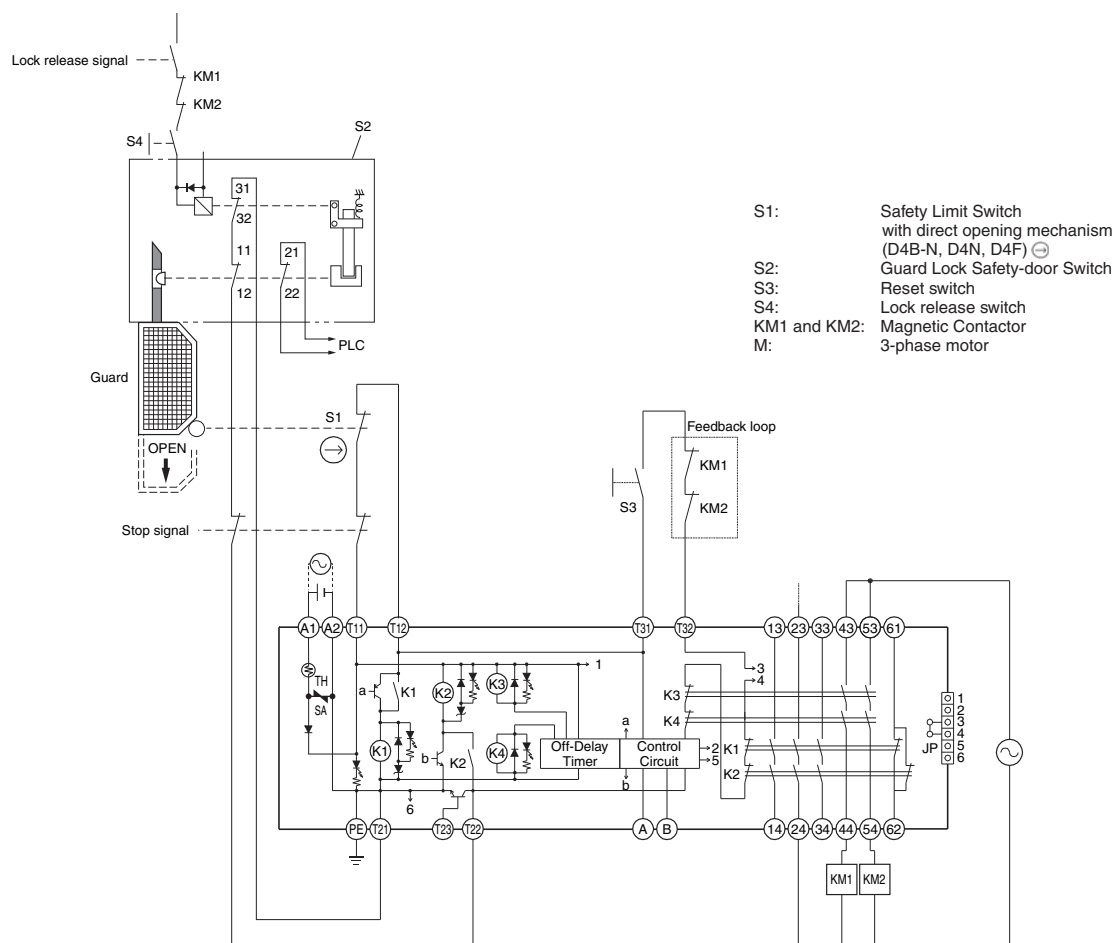 Lock release signal
KM1
KM2
S4
S2
31
32
11
12
21
22
PLC
Guard
OPEN
S1
Stop signal
S1: Safety Limit Switch
with direct opening mechanism
(D4B-N, D4N, D4F)
S2: Guard Lock Safety-door Switch
S3: Reset switch
S4: Lock release switch
KM1 and KM2: Magnetic Contactor
M: 3-phase motor
Feedback loop
KM1
KM2
S3
A1 A2 T11 T12 T31 T32 13 23 33 43 53 61
1
3
4
TH
SA
a
K1
K2
K3
K3
K4
a
K1
b
K2
K4
Off-Delay
Timer
Control
Circuit
2
5
b
6
K1
K2
JP
1
2
3
4
5
6
PE T21 T23 T22 A B 14 24 34 44 54 62
KM1 KM2